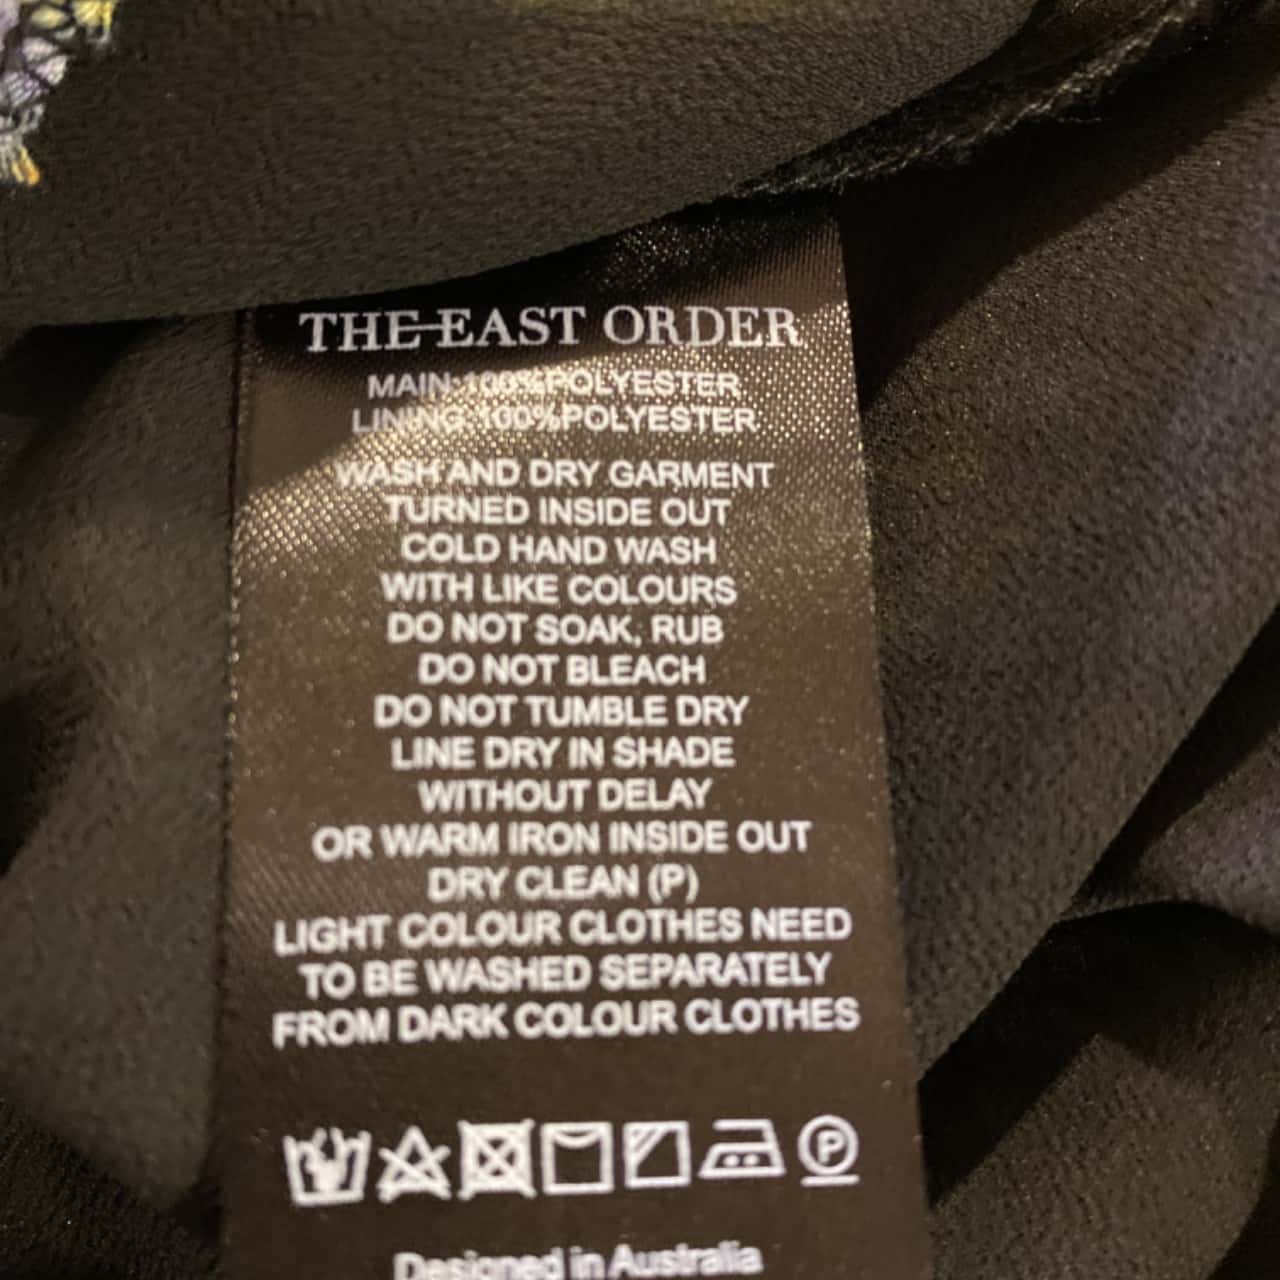 THE EAST ORDER
MAIN:100%POLYESTER
LINING:100%POLYESTER
WASH AND DRY GARMENT
TURNED INSIDE OUT
COLD HAND WASH
WITH LIKE COLOURS
DO NOT SOAK, RUB
DO NOT BLEACH
DO NOT TUMBLE DRY
LINE DRY IN SHADE
WITHOUT DELAY
OR WARM IRON INSIDE OUT
DRY CLEAN (P)
LIGHT COLOUR CLOTHES NEED
TO BE WASHED SEPARATELY
FROM DARK COLOUR CLOTHES
P
Designed in Australia